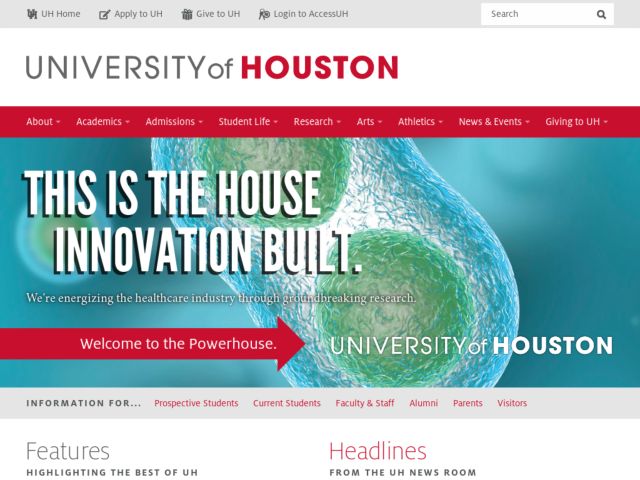 UH Home Apply to UH Give to UH Login to AccessUH Search
UNIVERSITY of HOUSTON
About Academics Admissions Student Life Research Arts Athletics News & Events Giving to UH
THIS IS THE HOUSE
INNOVATION BUILT.
We're energizing the healthcare industry through groundbreaking research.
Welcome to the Powerhouse.
UNIVERSITY of HOUSTON
INFORMATION FOR... Prospective Students Current Students Faculty & Staff Alumni Parents Visitors
Features
HIGHLIGHTING THE BEST OF UH
Headlines
FROM THE UH NEWS ROOM